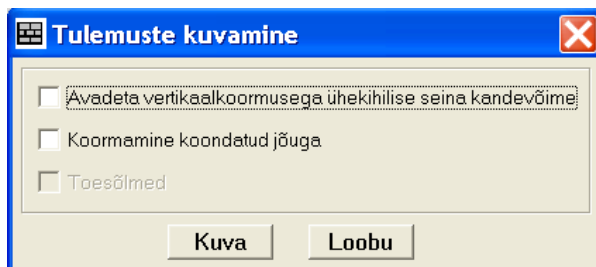 Tulemuste kuvamine
Avadeta vertikaalkoormusega ühekihilise seina kandevõime
Koormamine koondatud jõuga
Toesõlmed
Kuva Loobu